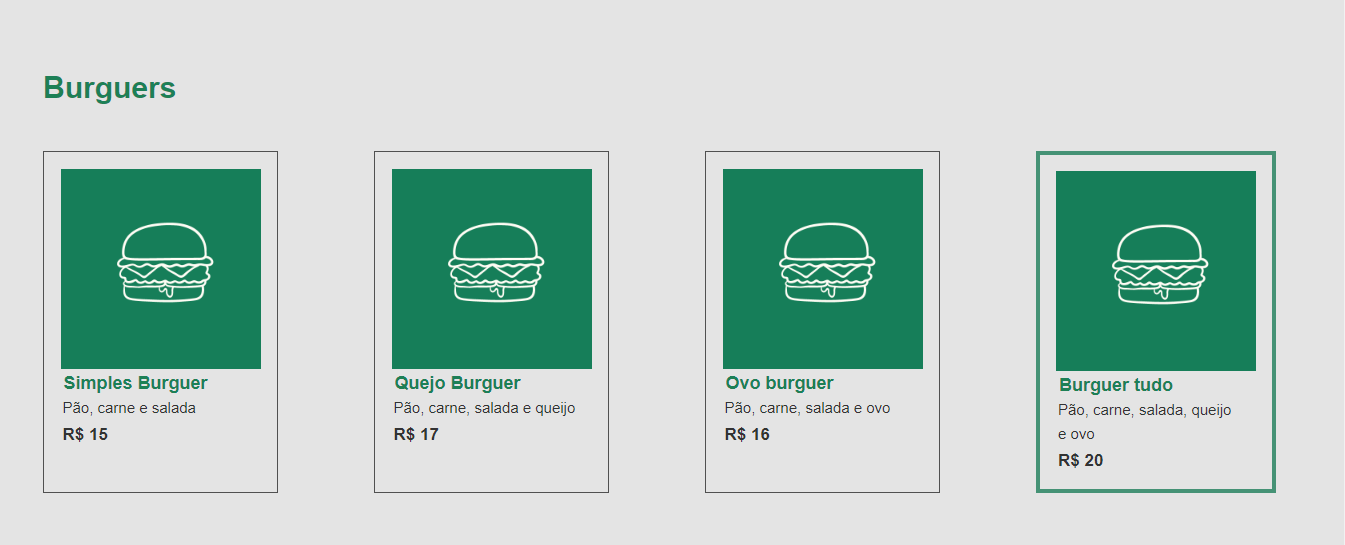 Burguers
Simples Burguer
Pão, carne e salada
R$ 15
Quejo Burguer
Pão, carne, salada e queijo
R$ 17
Ovo burguer
Pão, carne, salada e ovo
R$ 16
Burguer tudo
Pão, carne, salada, queijo
e ovo
R$ 20